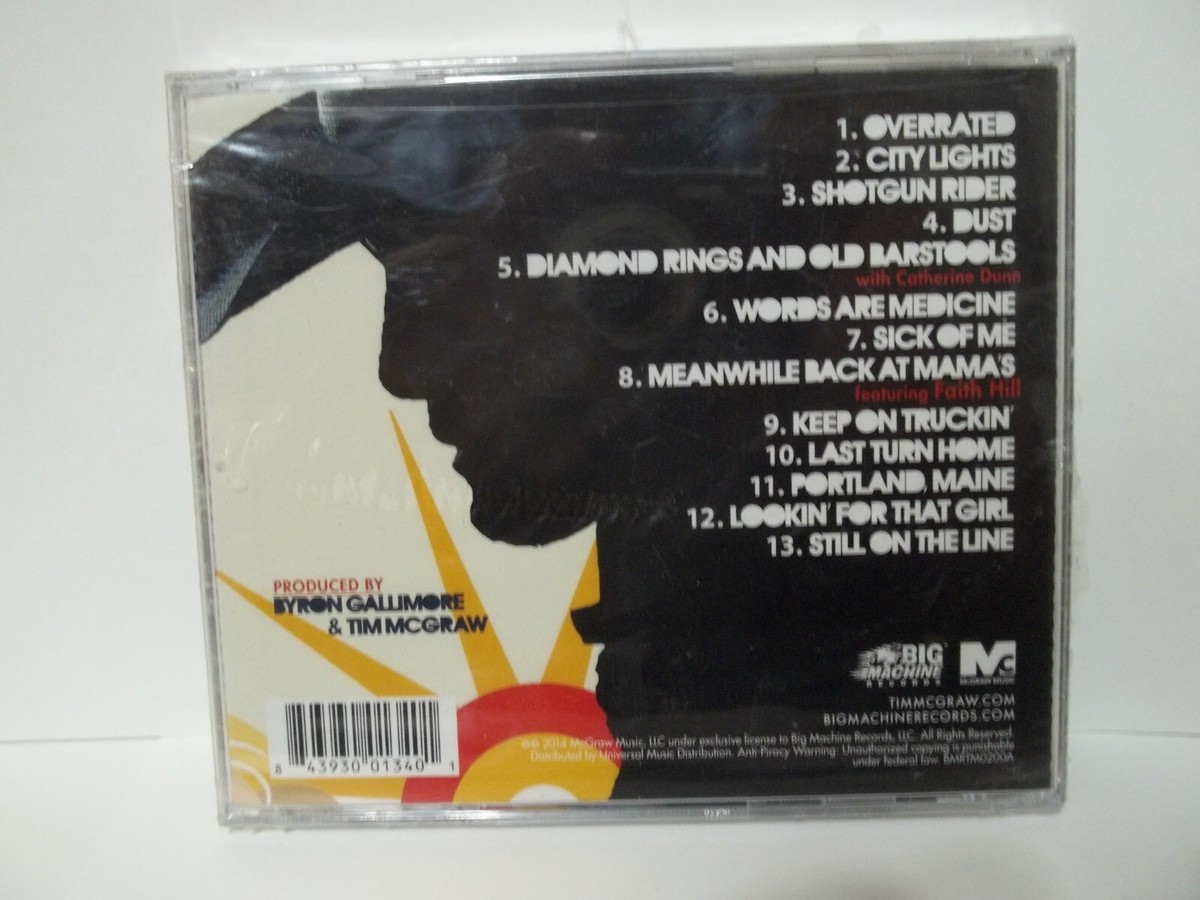 1. OVERRATED
2. CITY LIGHTS
3. SHOTGUN RIDER
4. DUST
5. DIAMOND RINGS AND OLD BARSTOOLS
with Catherine Dunn
6. WORDS ARE MEDICINE
7. SICK OF ME
8. MEANWHILE BACK AT MAMA'S
featuring Faith Hill
9. KEEP ON TRUCKIN'
10. LAST TURN HOME
11. PORTLAND, MAINE
12. LOOKIN' FOR THAT GIRL
13. STILL ON THE LINE
PRODUCED BY
BYRON GALLIMORE
& TIM MCGRAW
BIG
MACHINE
RECORDS
Mc
MCGRAW MUSIC
TIMMCGRAW.COM
BIGMACHINERECORDS.COM
℗© 2014 McGraw Music, LLC under exclusive license to Big Machine Records, LLC. All Rights Reserved.
Distributed by Universal Music Distribution. Anti-Piracy Warning: Unauthorized copying is punishable
under federal law. BMRTM0200A
8 43930 01340 1